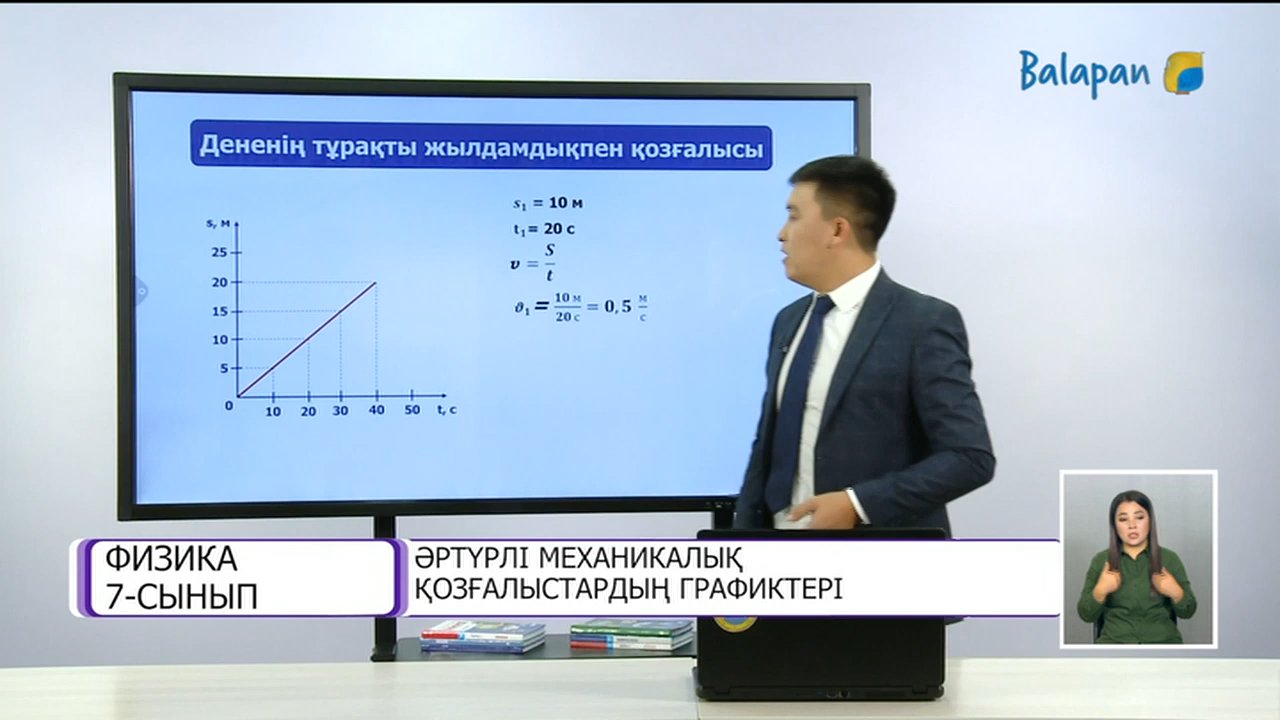 Balapan
Дененің тұрақты жылдамдықпен қозғалысы
s₁ = 10 м
t₁ = 20 с
v = S/t
ϑ₁ = 10 м/20 с = 0,5 м/с
s, м
25
20
15
10
5
0
10 20 30 40 50 t, с
ФИЗИКА
7-СЫНЫП
ӘРТҮРЛІ МЕХАНИКАЛЫҚ
ҚОЗҒАЛЫСТАРДЫҢ ГРАФИКТЕРІ